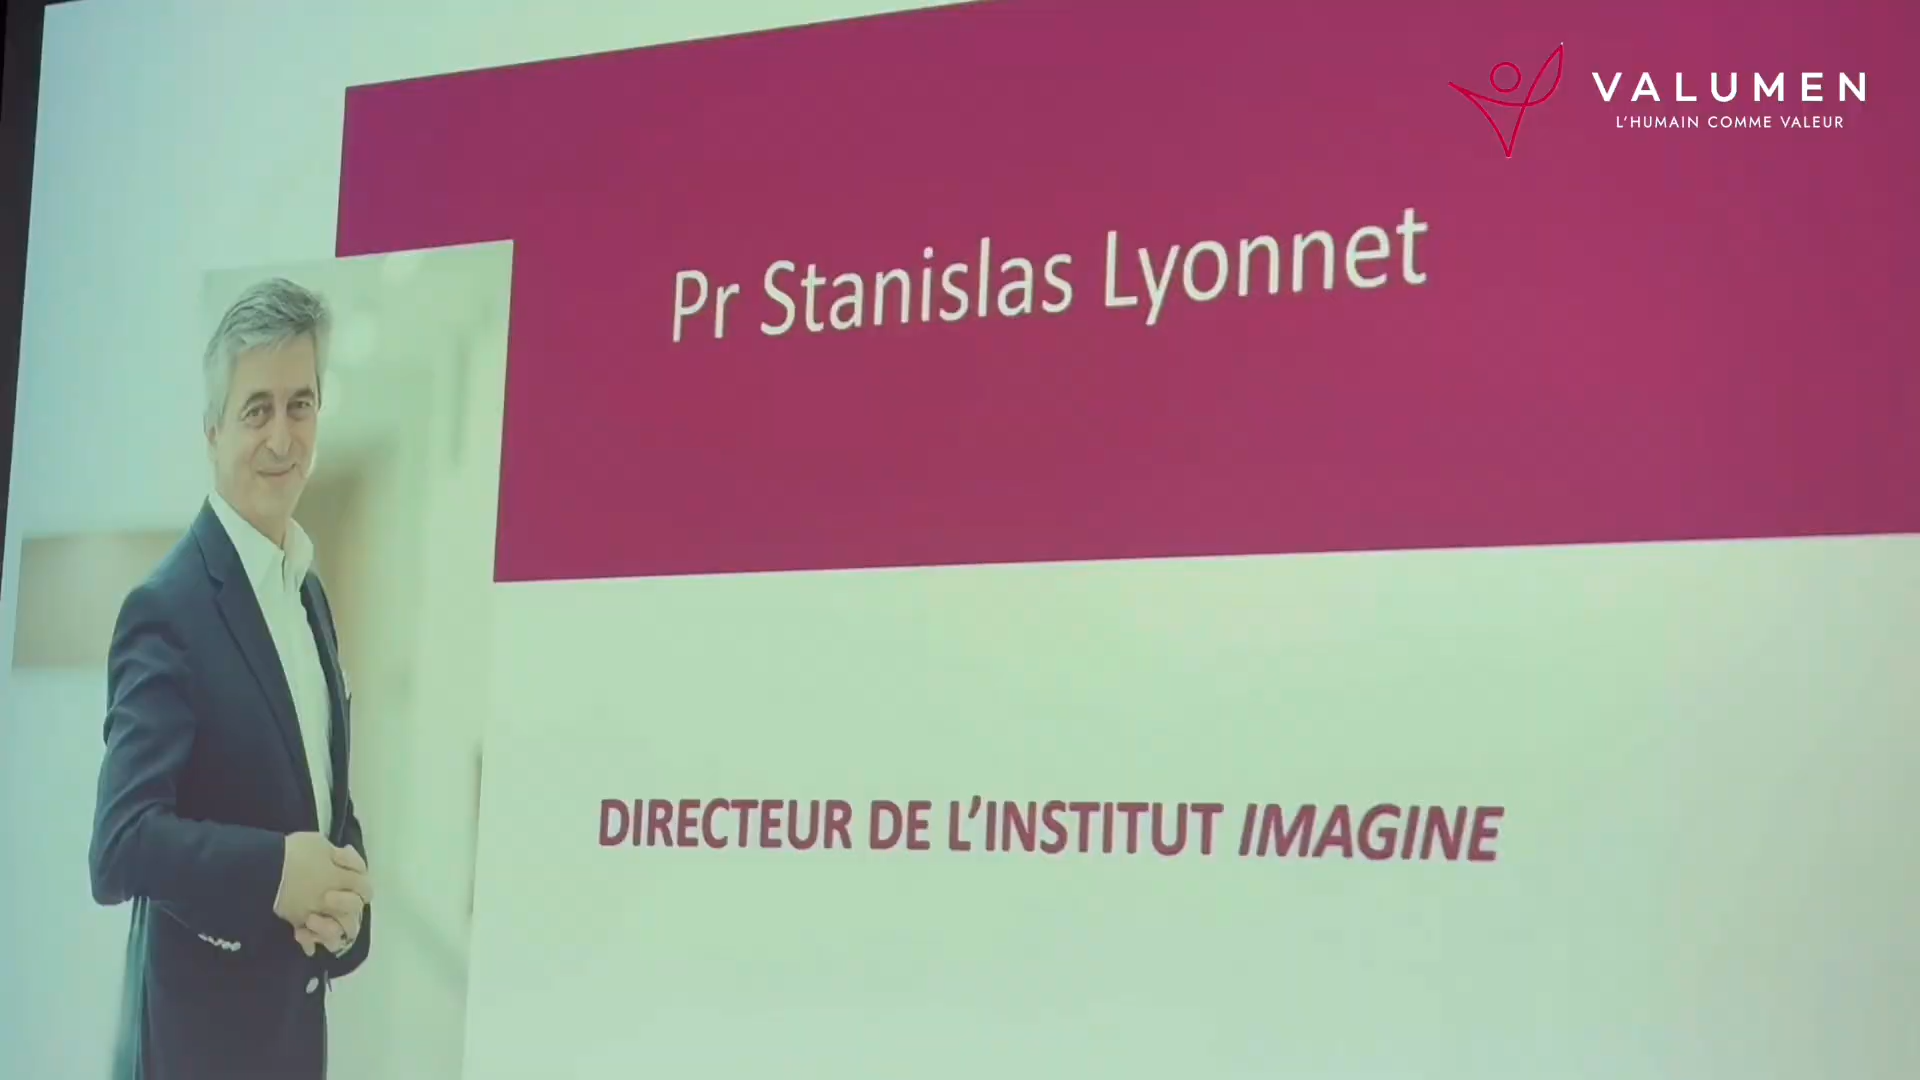 VALUMEN
L'HUMAIN COMME VALEUR
Pr Stanislas Lyonnet
DIRECTEUR DE L'INSTITUT IMAGINE